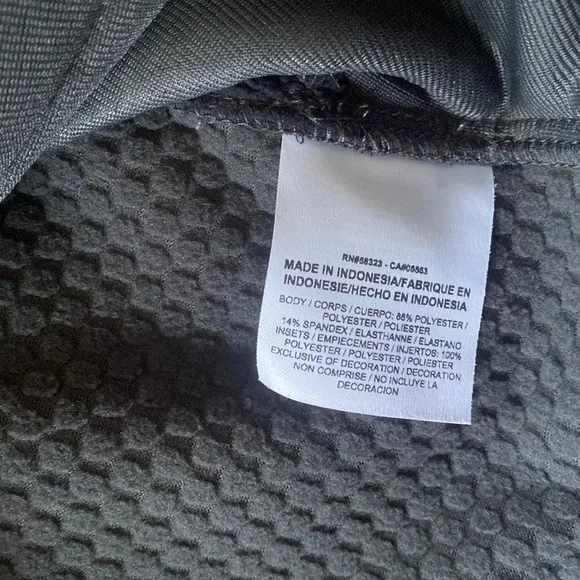 RN#56323 - CA#05553
MADE IN INDONESIA/FABRIQUE EN
INDONESIE/HECHO EN INDONESIA
BODY / CORPS / CUERPO: 86% POLYESTER /
POLYESTER / POLIESTER
14% SPANDEX / ELASTHANNE / ELASTANO
INSETS / EMPIECEMENTS / INJERTOS: 100%
POLYESTER / POLYESTER / POLIESTER
EXCLUSIVE OF DECORATION / DECORATION
NON COMPRISE / NO INCLUYE LA
DECORACION